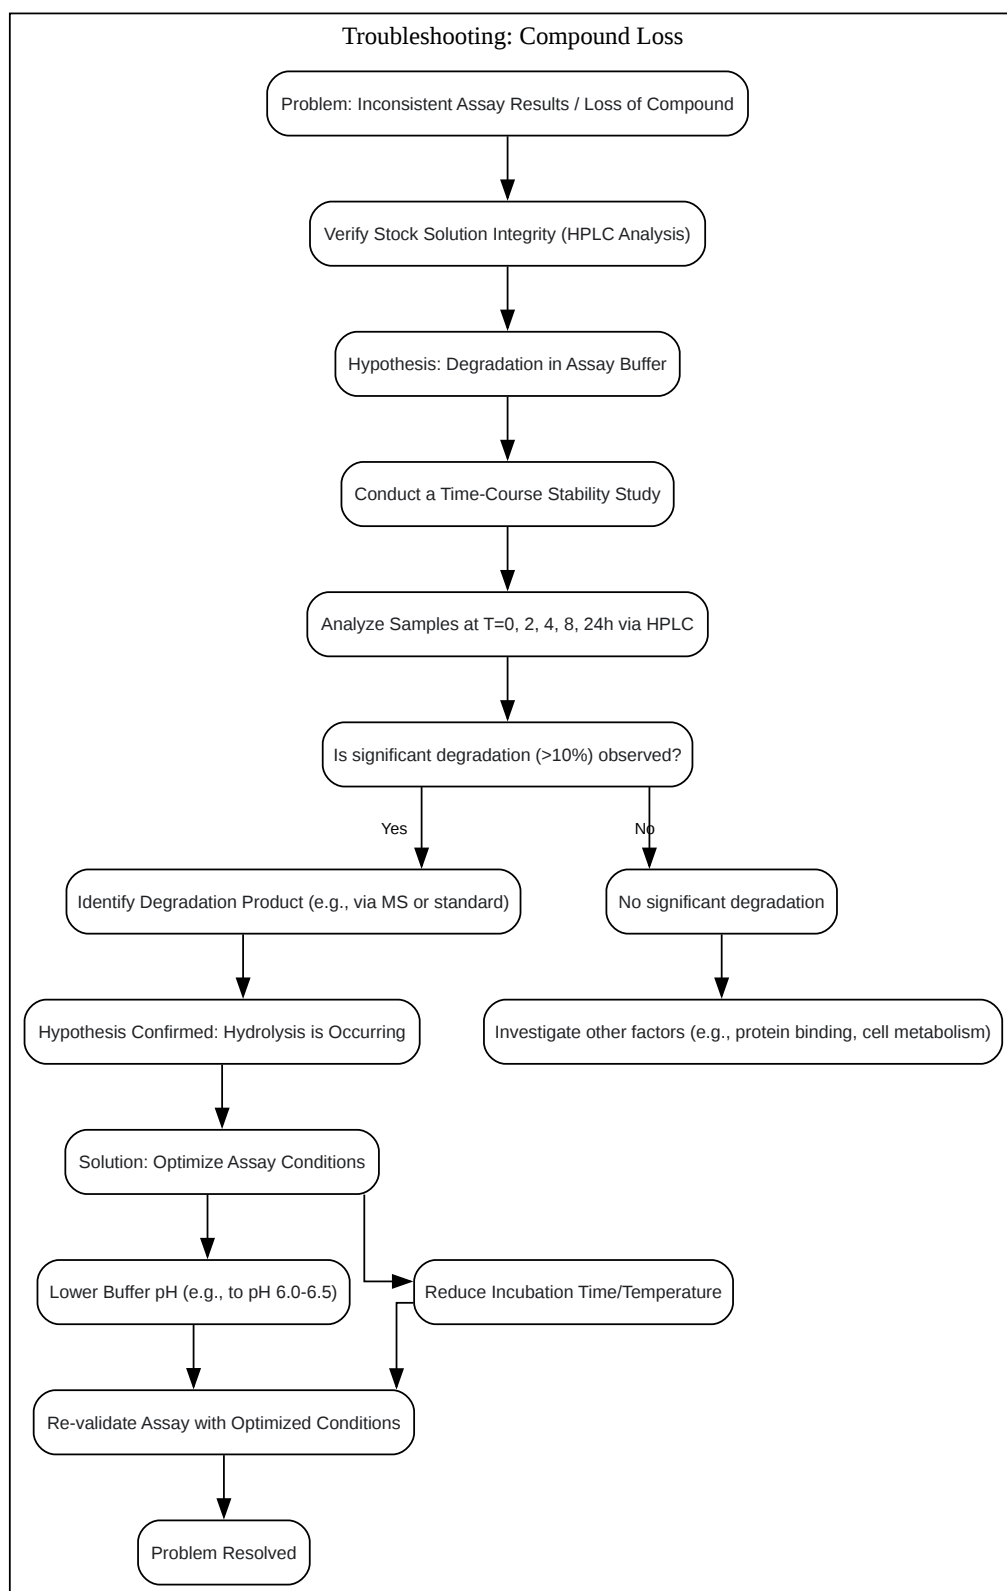 Troubleshooting: Compound Loss
Problem: Inconsistent Assay Results / Loss of Compound
Verify Stock Solution Integrity (HPLC Analysis)
Hypothesis: Degradation in Assay Buffer
Conduct a Time-Course Stability Study
Analyze Samples at T=0, 2, 4, 8, 24h via HPLC
Is significant degradation (>10%) observed?
Yes
No
Identify Degradation Product (e.g., via MS or standard)
No significant degradation
Hypothesis Confirmed: Hydrolysis is Occurring
Investigate other factors (e.g., protein binding, cell metabolism)
Solution: Optimize Assay Conditions
Lower Buffer pH (e.g., to pH 6.0-6.5)
Reduce Incubation Time/Temperature
Re-validate Assay with Optimized Conditions
Problem Resolved